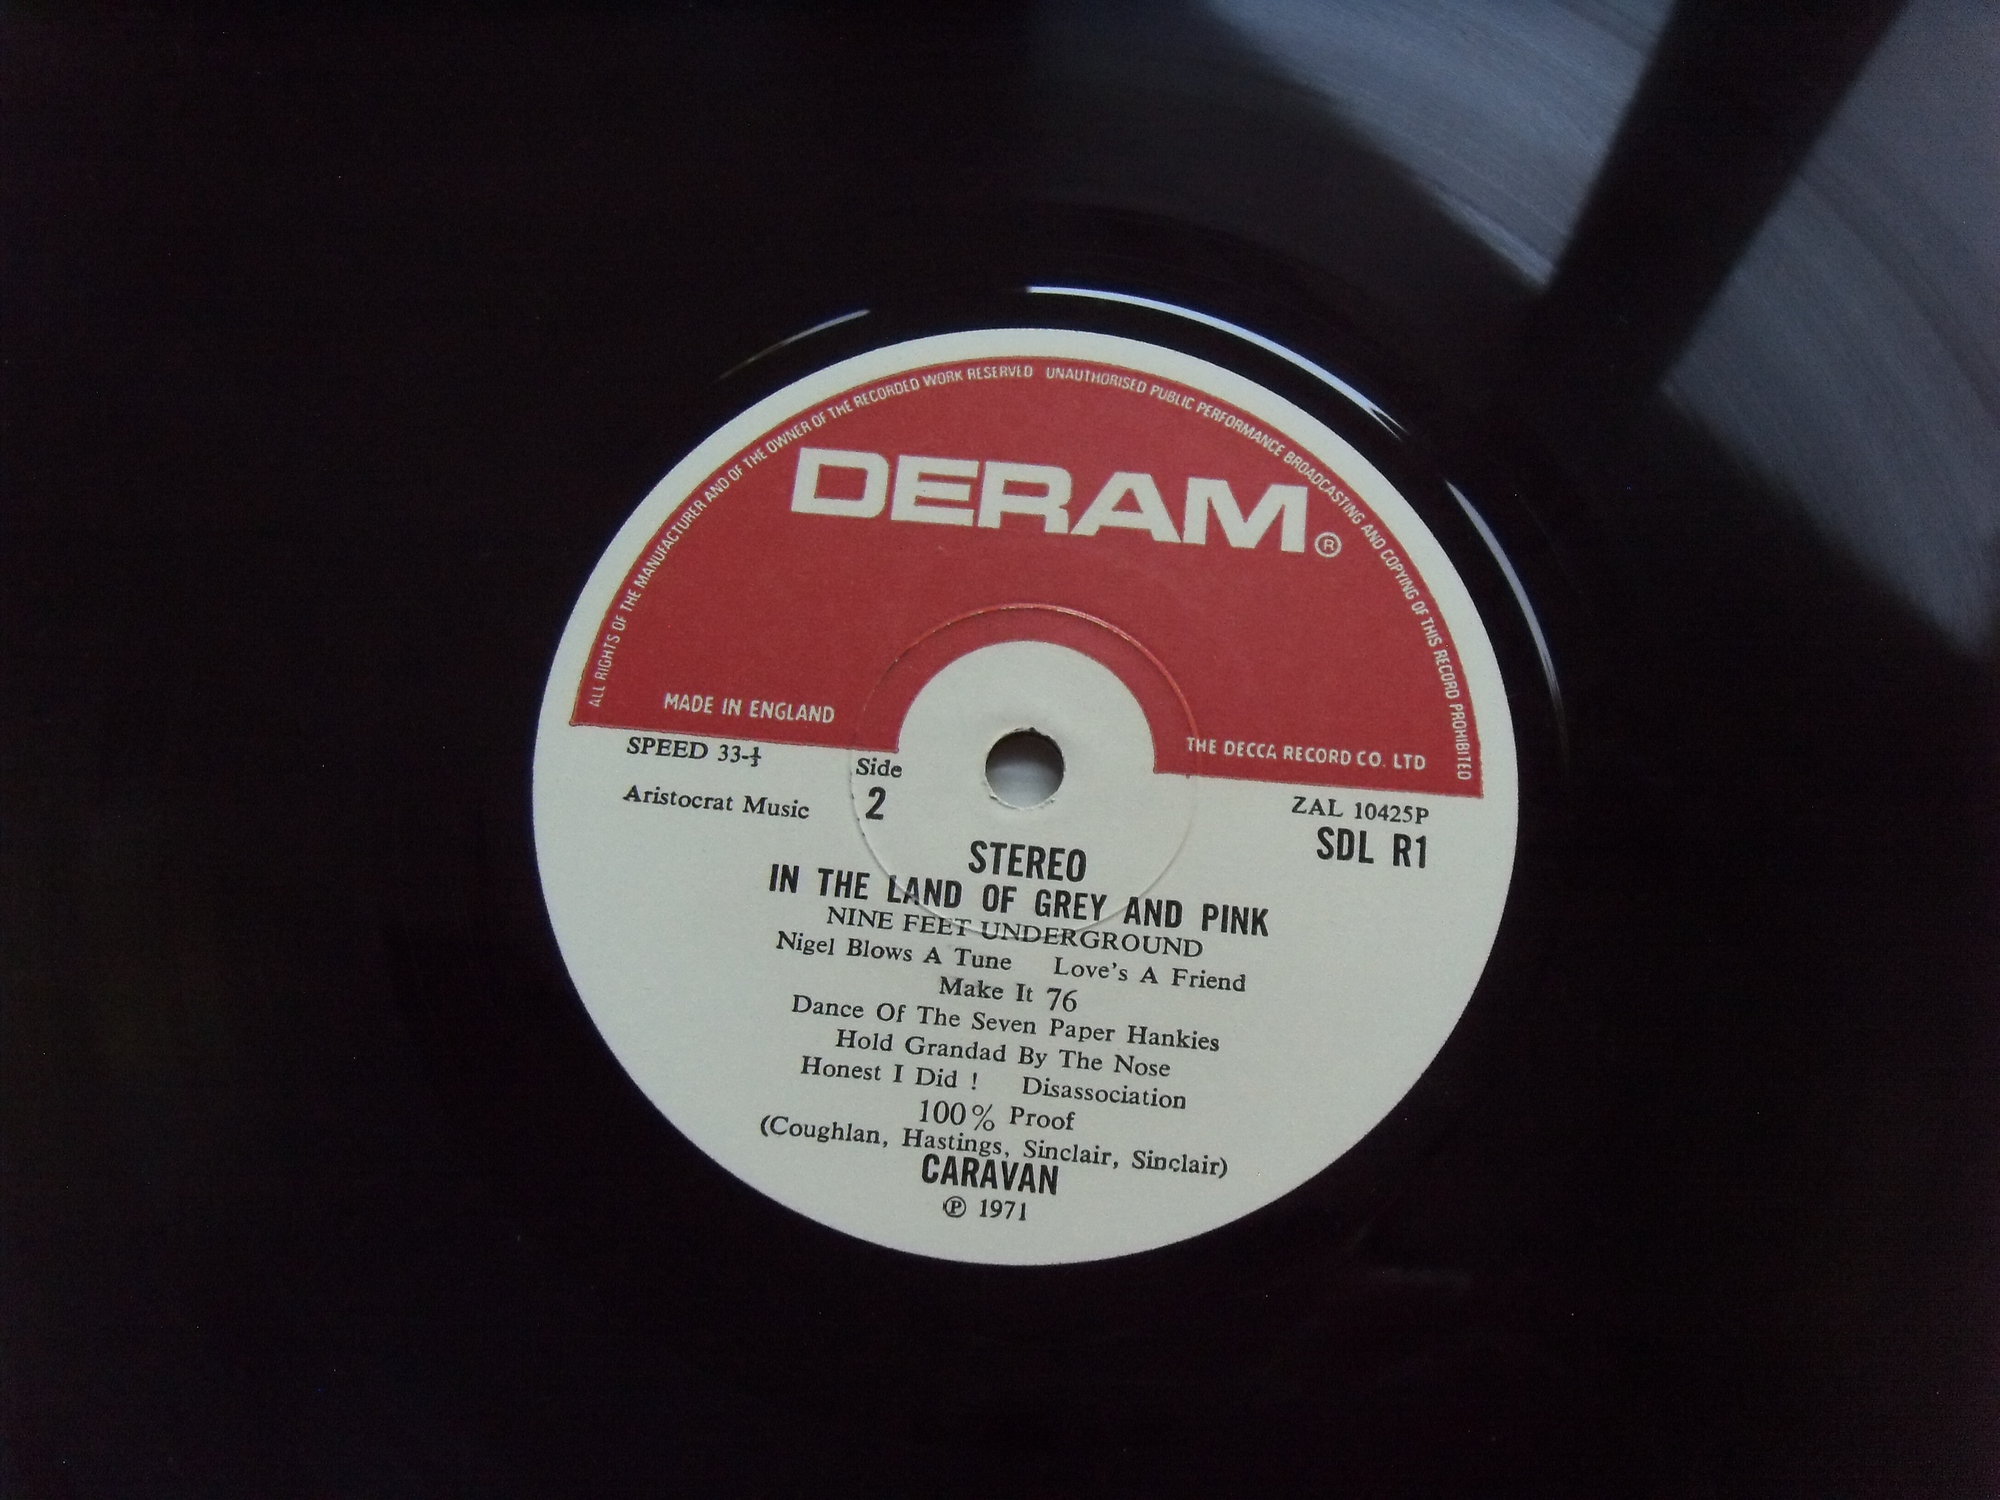 ALL RIGHTS OF THE MANUFACTURER AND OF THE OWNER OF THE RECORDED WORK RESERVED UNAUTHORISED PUBLIC PERFORMANCE BROADCASTING AND COPYING OF THIS RECORD PROHIBITED
DERAM®
MADE IN ENGLAND
THE DECCA RECORD CO. LTD
SPEED 33-⅓
Side
2
Aristocrat Music
ZAL 10425P
SDL R1
STEREO
IN THE LAND OF GREY AND PINK
NINE FEET UNDERGROUND
Nigel Blows A Tune Love's A Friend
Make It 76
Dance Of The Seven Paper Hankies
Hold Grandad By The Nose
Honest I Did ! Disassociation
100% Proof
(Coughlan, Hastings, Sinclair, Sinclair)
CARAVAN
℗ 1971